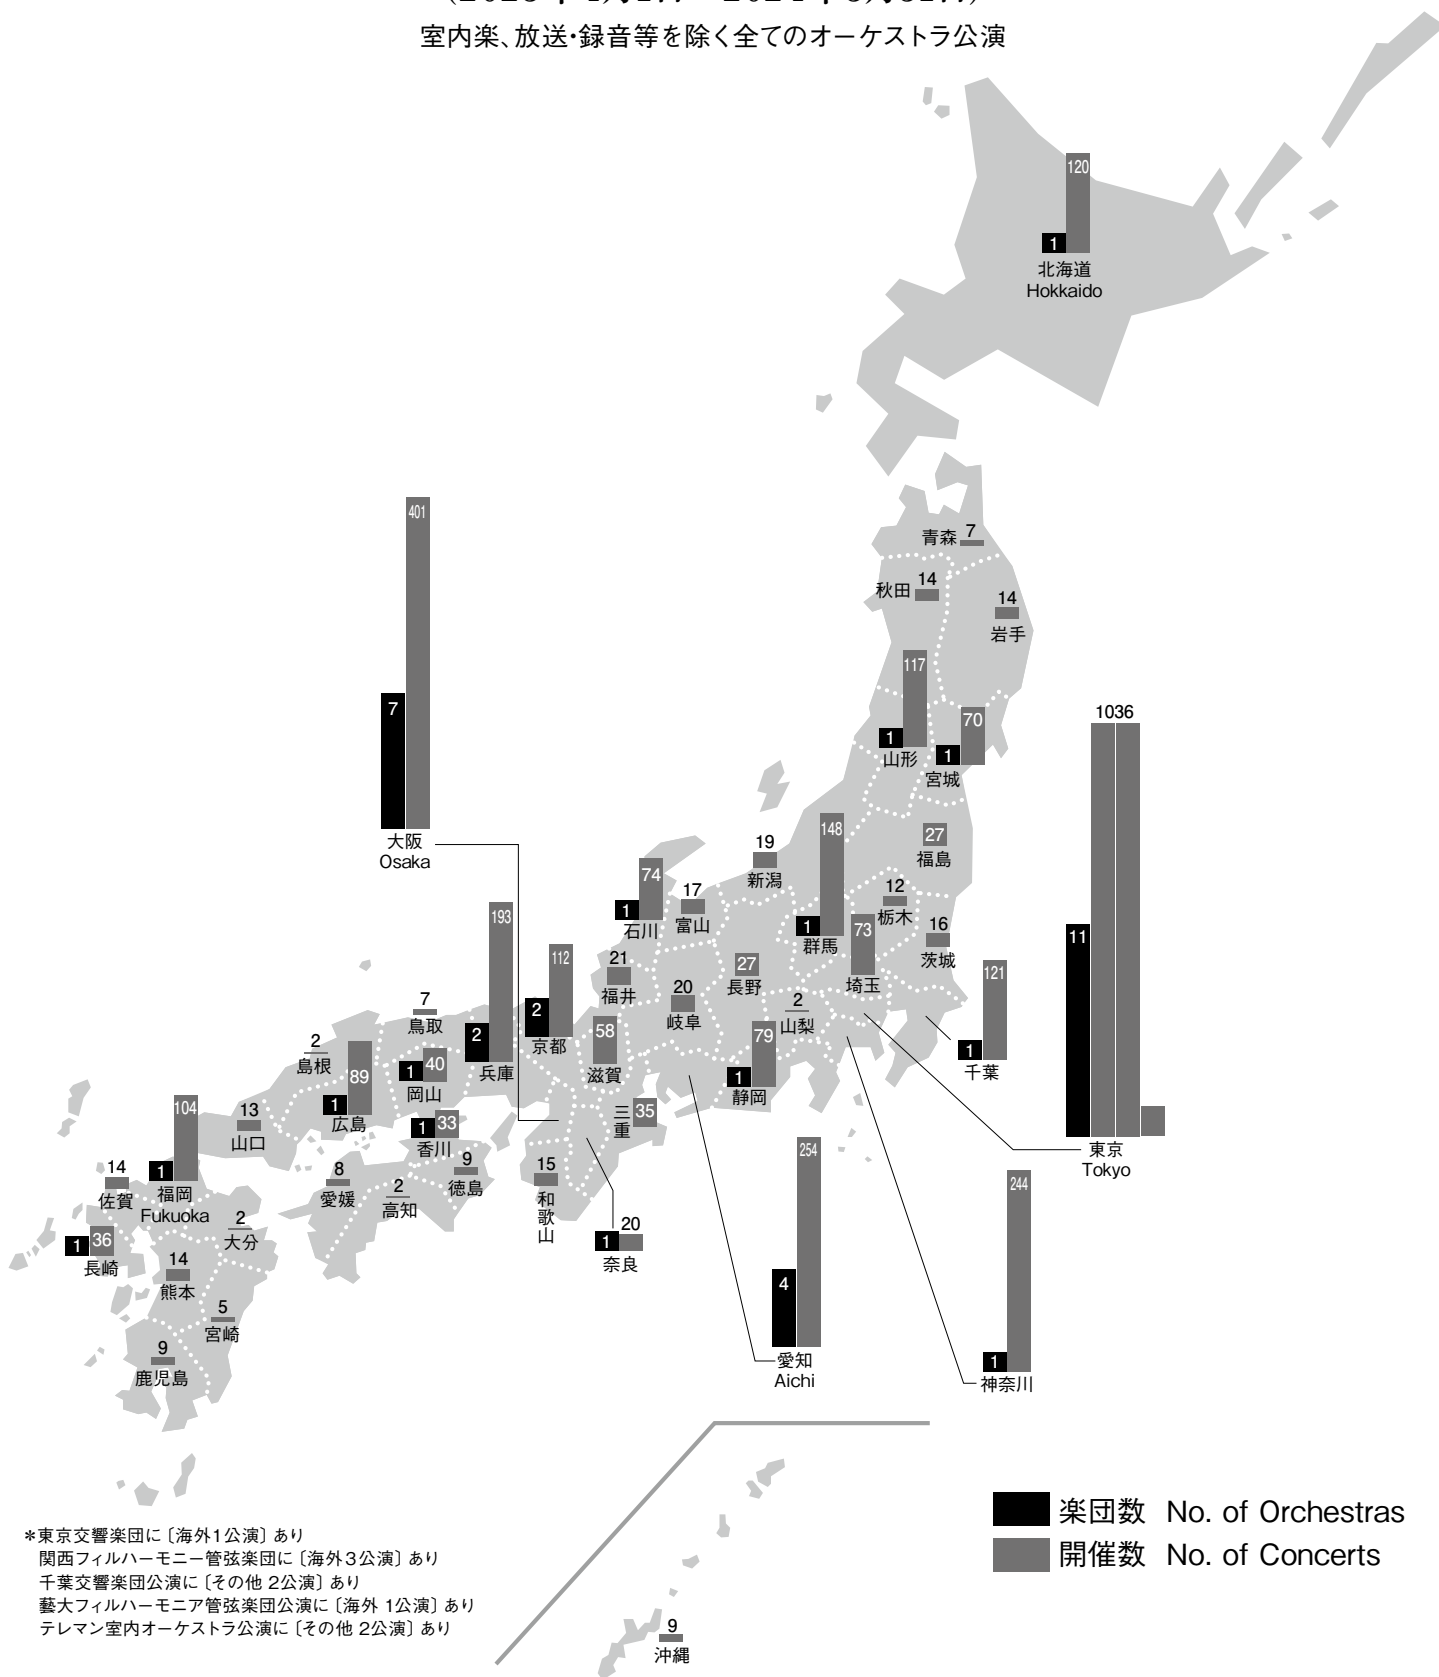 室内楽、放送・録音等を除く全てのオーケストラ公演
120
1
北海道
Hokkaido
401
7
大阪
Osaka
青森
7
秋田
14
14
岩手
117
1
山形
70
1
宮城
1036
11
東京
Tokyo
27
福島
19
新潟
148
1
群馬
12
栃木
16
茨城
73
埼玉
121
1
千葉
74
1
石川
17
富山
21
福井
27
長野
20
岐阜
2
山梨
79
1
静岡
193
2
兵庫
112
2
京都
58
滋賀
三重
35
7
鳥取
2
島根
40
1
岡山
89
1
広島
13
山口
33
1
香川
9
徳島
8
愛媛
2
高知
15
和歌山
20
1
奈良
254
4
愛知
Aichi
244
1
神奈川
104
1
福岡
Fukuoka
14
佐賀
36
1
長崎
2
大分
14
熊本
5
宮崎
9
鹿児島
9
沖縄
楽団数 No. of Orchestras
開催数 No. of Concerts
*東京交響楽団に〔海外1公演〕あり
関西フィルハーモニー管弦楽団に〔海外3公演〕あり
千葉交響楽団公演に〔その他 2公演〕あり
藝大フィルハーモニア管弦楽団公演に〔海外 1公演〕あり
テレマン室内オーケストラ公演に〔その他 2公演〕あり